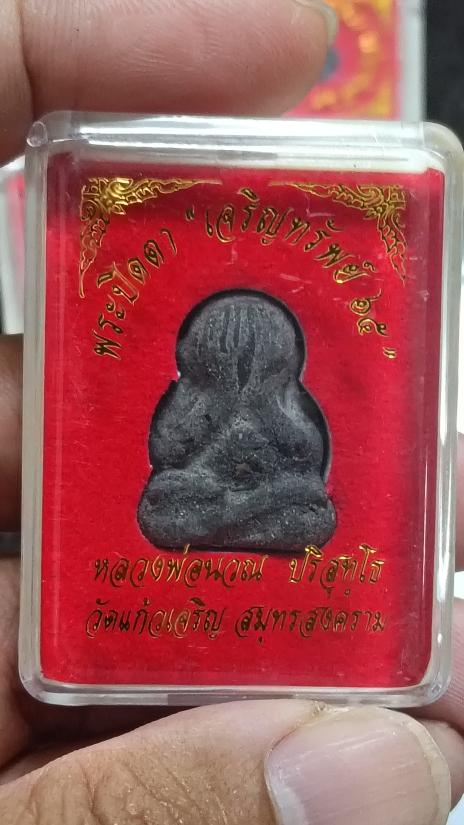 พระปิดตา "เจริญทรัพย์ ๖๕"
หลวงพ่อนวณ ปริสุทฺโธ
วัดแก้วเจริญ สมุทรสงคราม